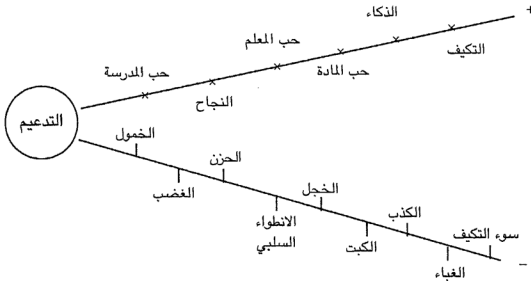 +
الذكاء
حب المعلم
التكيف
حب المادة
حب المدرسة
النجاح
التدعيم
الخمول
الحزن
الغضب
الخجل
الانطواء
السلبي
الكذب
الكبت
سوء التكيف
الغباء
–